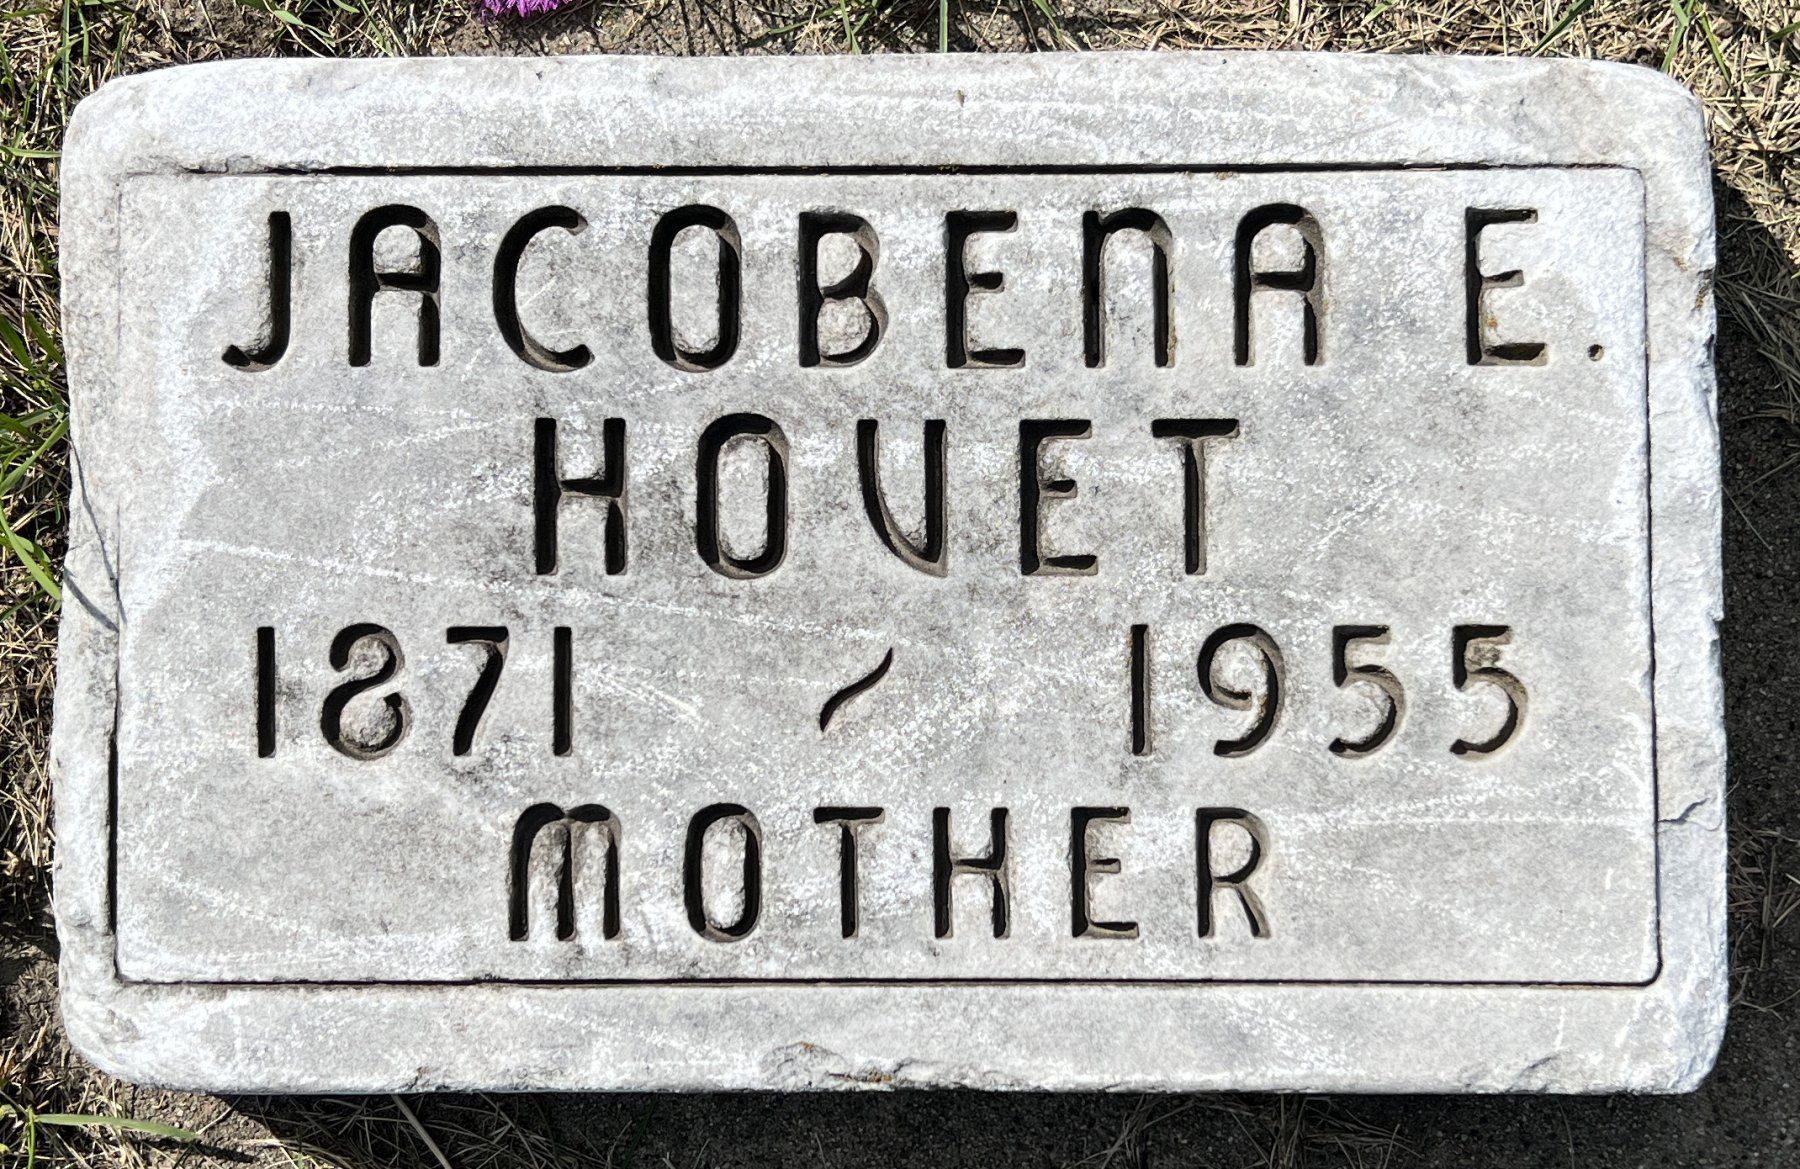 JACOBENA E.
HOVET
1871 - 1955
MOTHER